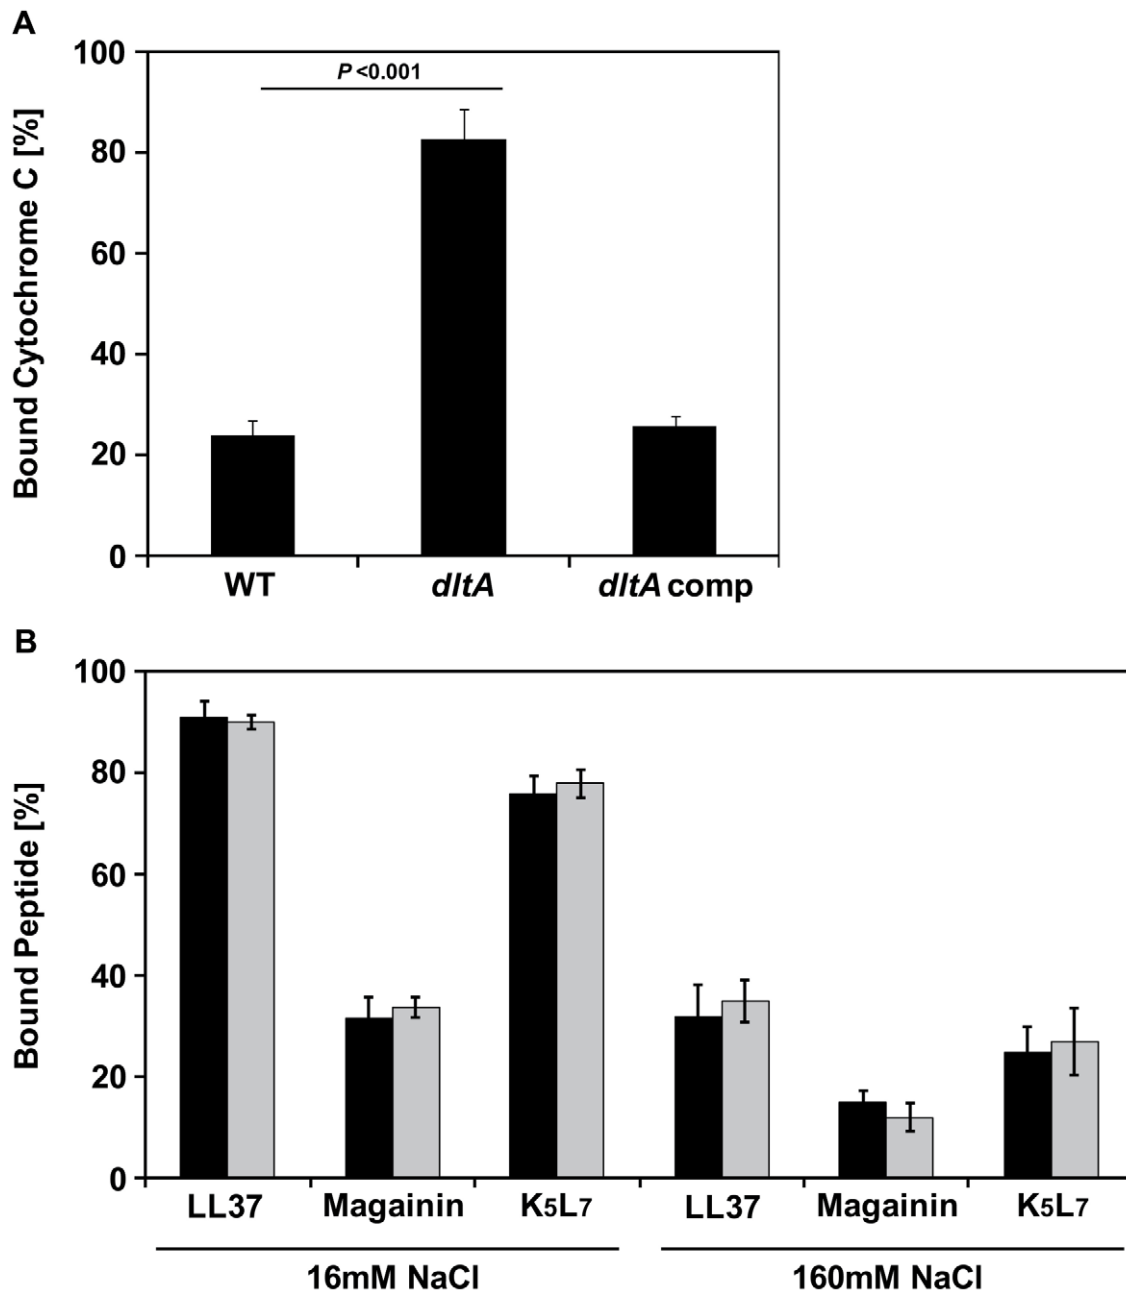 A
Bound Cytochrome C [%]
100
80
60
40
20
0
P <0.001
WT dltA dltA comp
B
Bound Peptide [%]
100
80
60
40
20
0
LL37 Magainin K5L7 LL37 Magainin K5L7
16mM NaCl 160mM NaCl